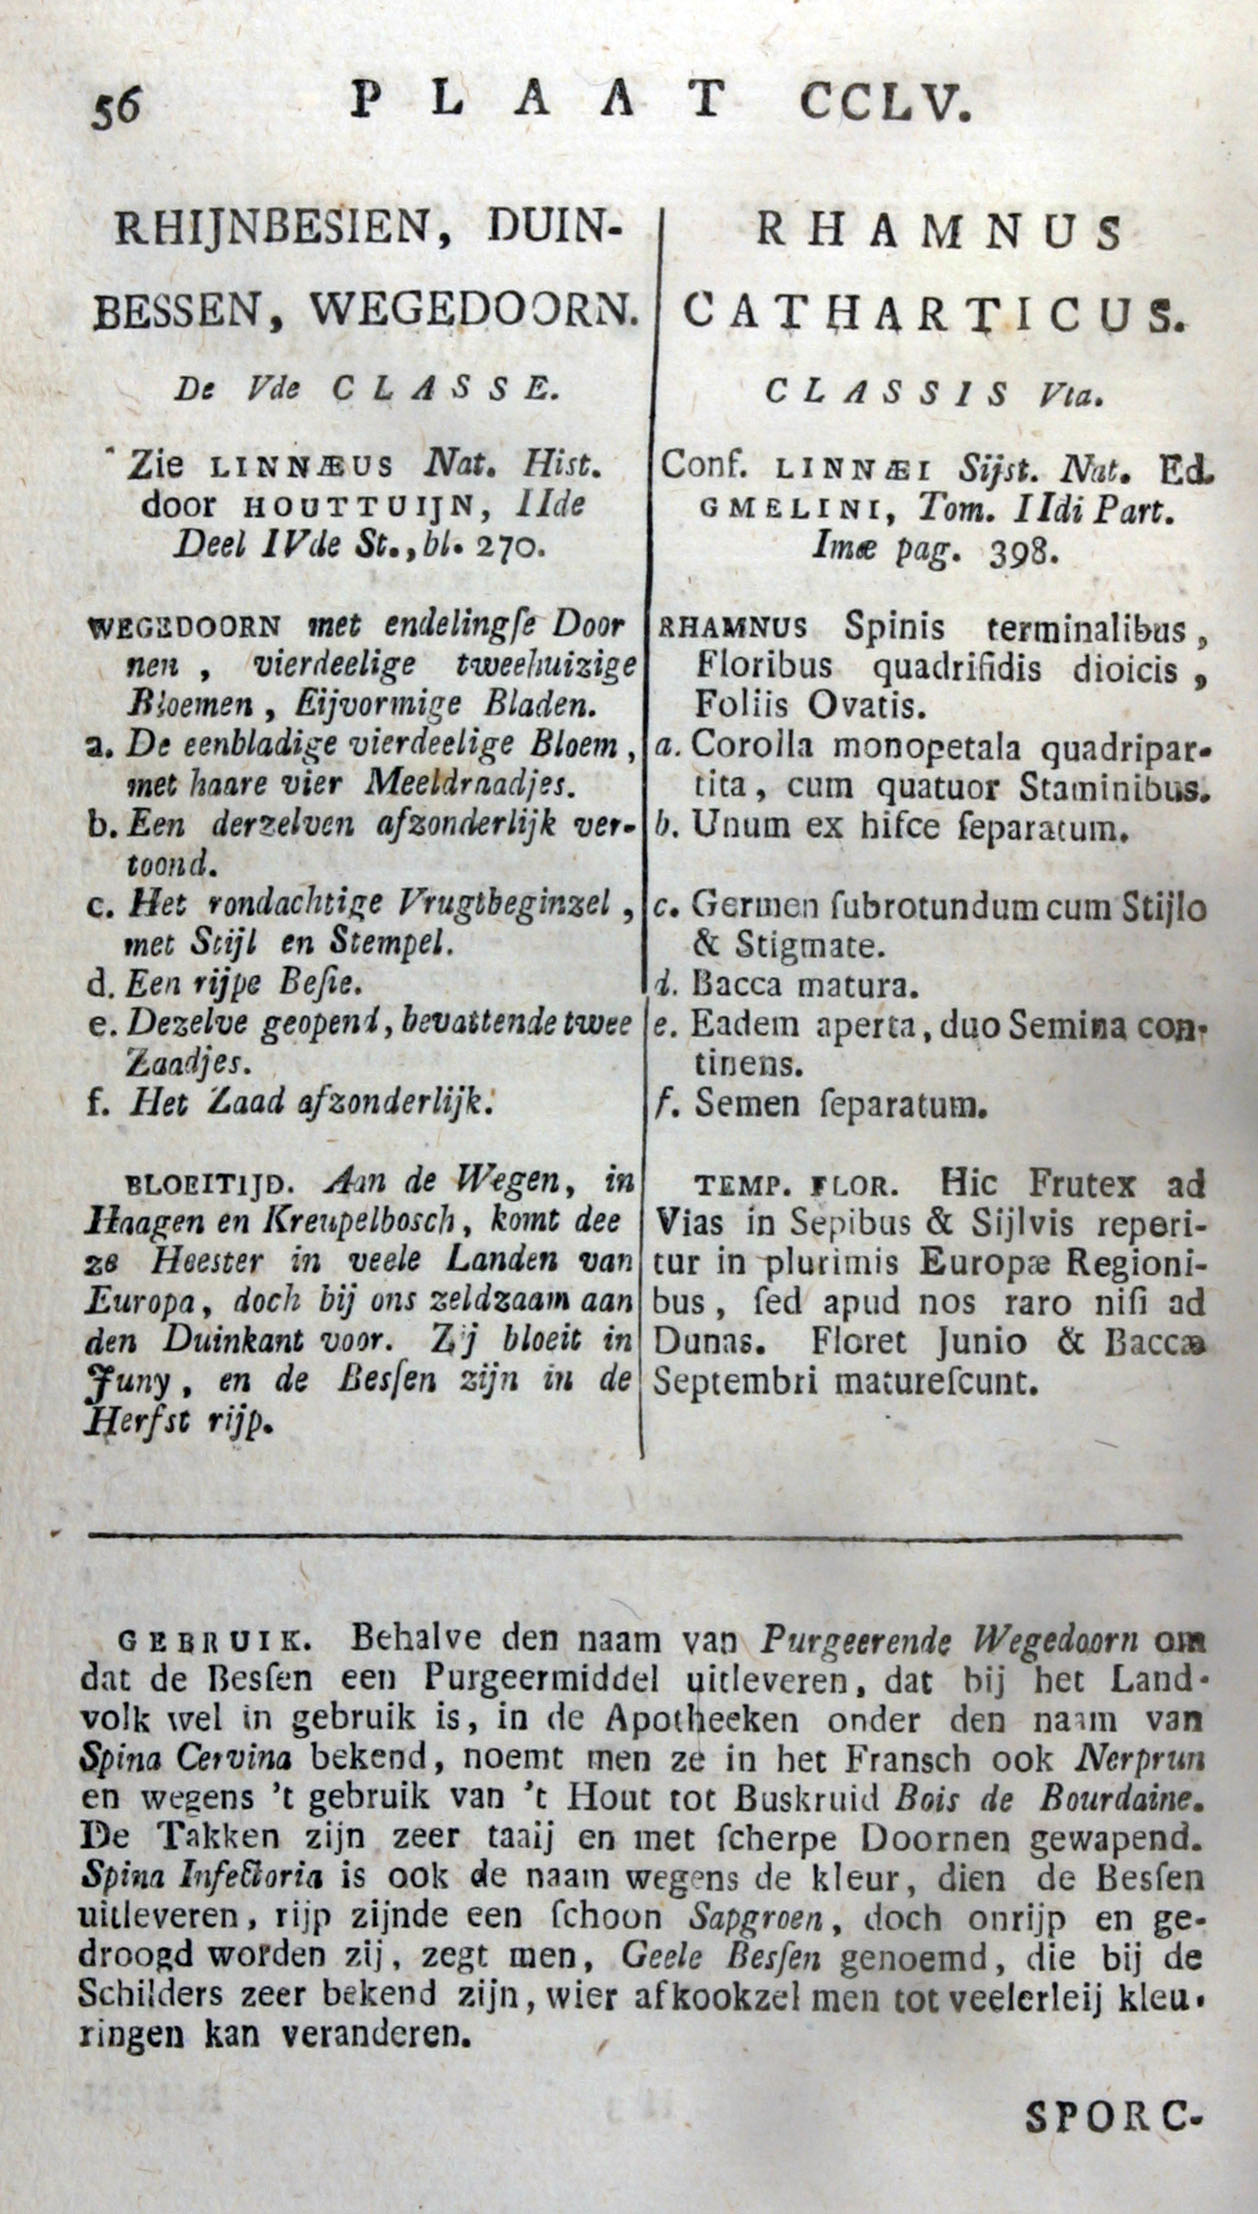 56 PLAAT CCLV.
RHIJNBESIEN, DUIN-
BESSEN, WEGEDOORN.
De Vde CLASSE.
Zie LINNÆUS Nat. Hist.
door HOUTTUIJN, IIde
Deel IVde St., bl. 270.
WEGEDOORN met endelingſe Door
nen , vierdeelige tweehuizige
Bloemen , Eijvormige Bladen.
a. De eenbladige vierdeelige Bloem ,
met haare vier Meeldraadjes.
b. Een derzelven afzonderlijk ver-
toond.
c. Het rondachtige Vrugtbeginzel ,
met Stijl en Stempel.
d. Een rijpe Beſie.
e. Dezelve geopend, bevattende twee
Zaadjes.
f. Het Zaad afzonderlijk.
BLOEITIJD. Aan de Wegen, in
Haagen en Kreupelbosch, komt dee
ze Heester in veele Landen van
Europa, doch bij ons zeldzaam aan
den Duinkant voor. Zij bloeit in
Juny, en de Besſen zijn in de
Herfst rijp.
RHAMNUS
CATHARTICUS.
CLASSIS Vta.
Conf. LINNÆI Sijst. Nat. Ed.
GMELINI, Tom. IIdi Part.
Imæ pag. 398.
RHAMNUS Spinis terminalibus ,
Floribus quadrifidis dioicis ,
Foliis Ovatis.
a. Corolla monopetala quadripar-
tita, cum quatuor Staminibus.
b. Unum ex hiſce ſeparatum.
c. Germen ſubrotundum cum Stijlo
& Stigmate.
d. Bacca matura.
e. Eadem aperta, duo Semina con-
tinens.
f. Semen ſeparatum.
TEMP. FLOR. Hic Frutex ad
Vias in Sepibus & Sijlvis reperi-
tur in plurimis Europæ Regioni-
bus, ſed apud nos raro niſi ad
Dunas. Floret Junio & Baccæ
Septembri matureſcunt.
GEBRUIK. Behalve den naam van Purgeerende Wegedoorn om
dat de Besſen een Purgeermiddel uitleveren, dat bij het Land-
volk wel in gebruik is, in de Apotheeken onder den naam van
Spina Cervina bekend, noemt men ze in het Fransch ook Nerprun
en wegens 't gebruik van 't Hout tot Buskruid Bois de Bourdaine.
De Takken zijn zeer taaij en met ſcherpe Doornen gewapend.
Spina Infectoria is ook de naam wegens de kleur, dien de Besſen
uitleveren, rijp zijnde een ſchoon Sapgroen, doch onrijp en ge-
droogd worden zij, zegt men, Geele Besſen genoemd, die bij de
Schilders zeer bekend zijn, wier afkookzel men tot veelerleij kleu-
ringen kan veranderen.
SPORC-